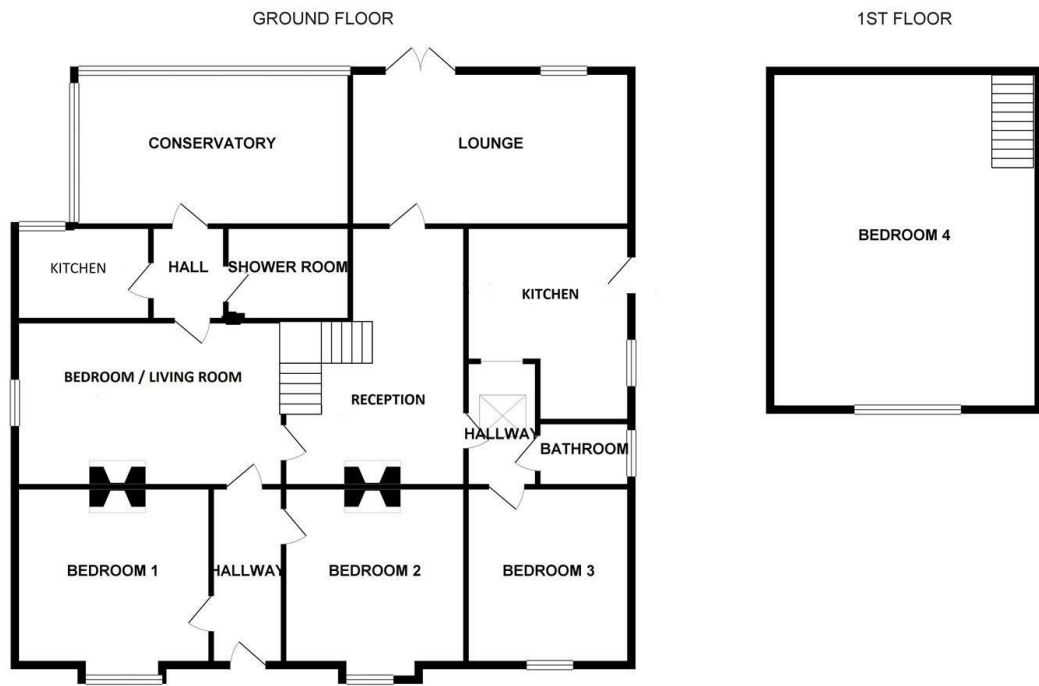 GROUND FLOOR
1ST FLOOR
CONSERVATORY
LOUNGE
KITCHEN
HALL
SHOWER ROOM
KITCHEN
BEDROOM 4
BEDROOM / LIVING ROOM
RECEPTION
HALLWAY
BATHROOM
BEDROOM 1
HALLWAY
BEDROOM 2
BEDROOM 3